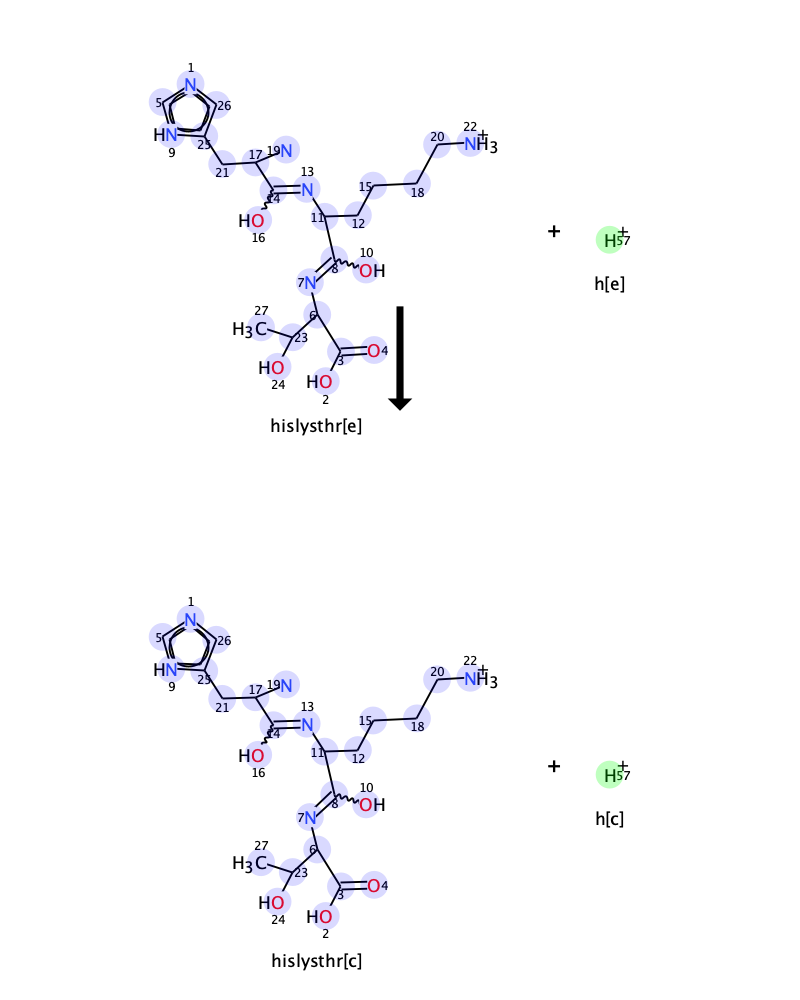 1
N
5
26
HN
9
25
21
17
19
N
14
13
N
HO
16
11
12
15
18
20
22
NH3
+
10
8
OH
7
N
6
27
H3C
23
HO
24
3
O
4
HO
2
hislysthr[e]
+
H
+
57
h[e]
1
N
5
26
HN
9
25
21
17
19
N
14
13
N
HO
16
11
12
15
18
20
22
NH3
+
10
8
OH
7
N
6
27
H3C
23
HO
24
3
O
4
HO
2
hislysthr[c]
+
H
+
57
h[c]